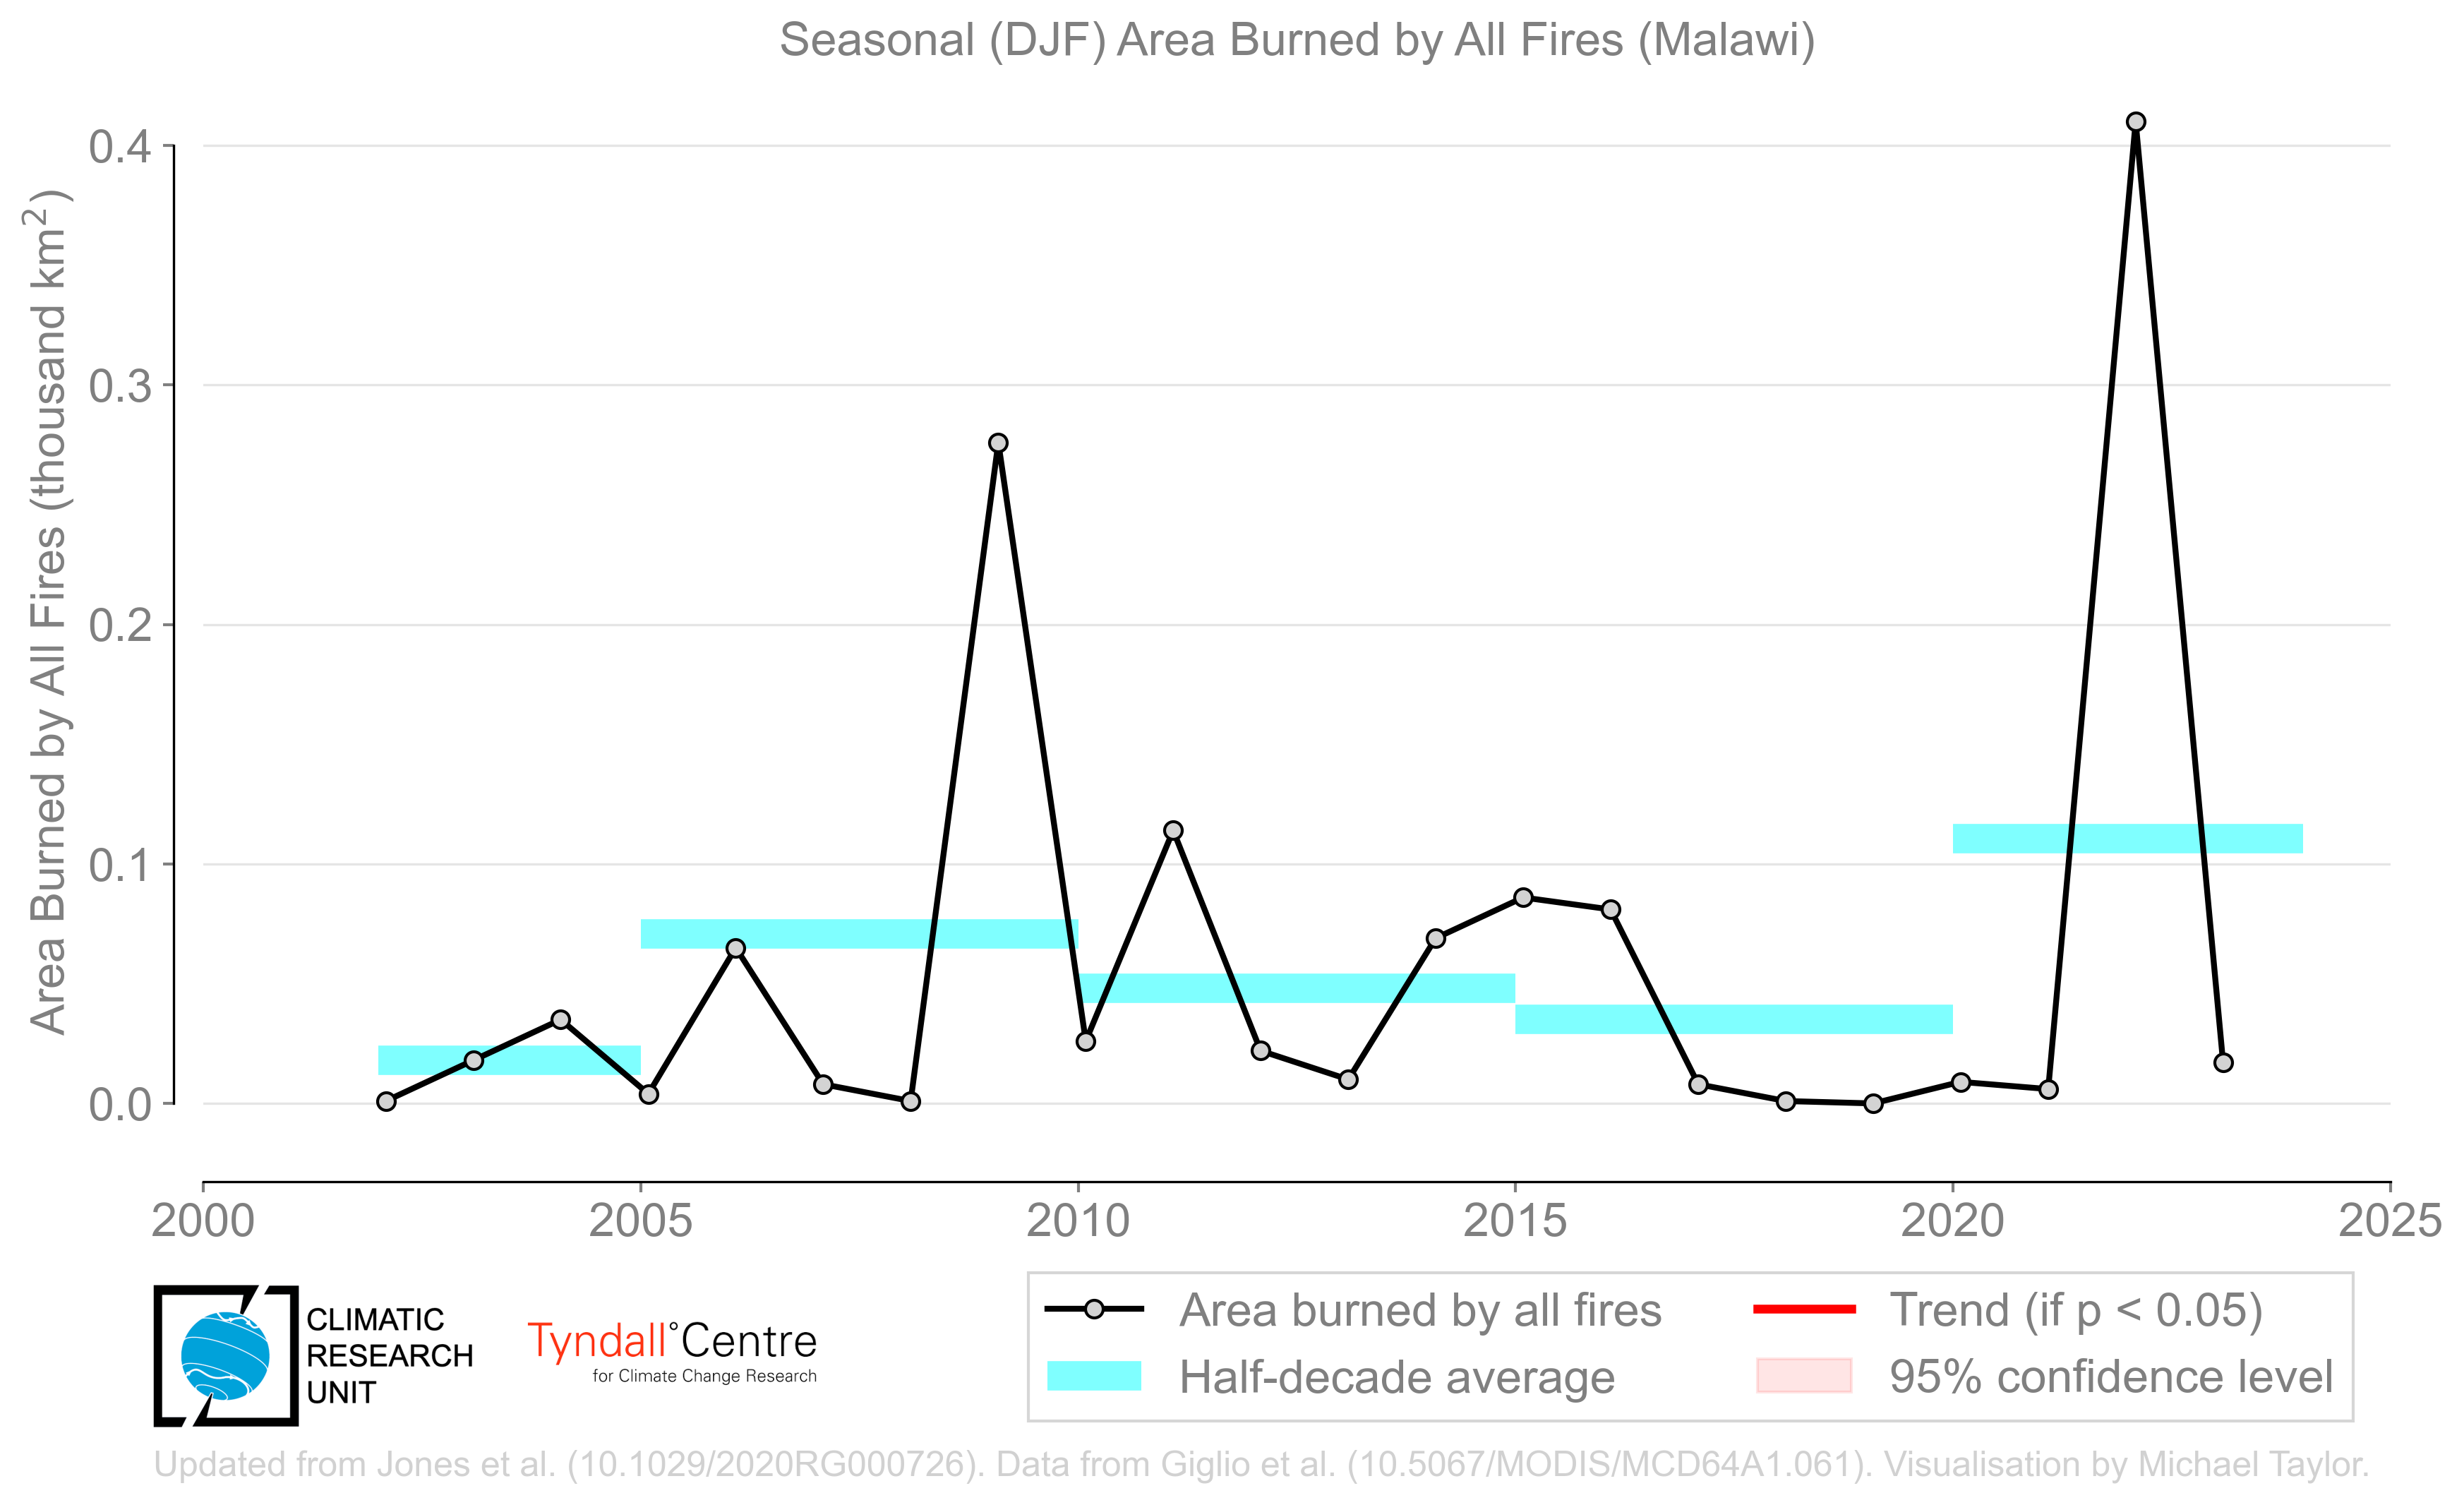 Seasonal (DJF) Area Burned by All Fires (Malawi)
Area Burned by All Fires (thousand km²)
0.4
0.3
0.2
0.1
0.0
2000 2005 2010 2015 2020 2025
CLIMATIC
RESEARCH
UNIT
Tyndall°Centre
for Climate Change Research
Area burned by all fires
Half-decade average
Trend (if p < 0.05)
95% confidence level
Updated from Jones et al. (10.1029/2020RG000726). Data from Giglio et al. (10.5067/MODIS/MCD64A1.061). Visualisation by Michael Taylor.